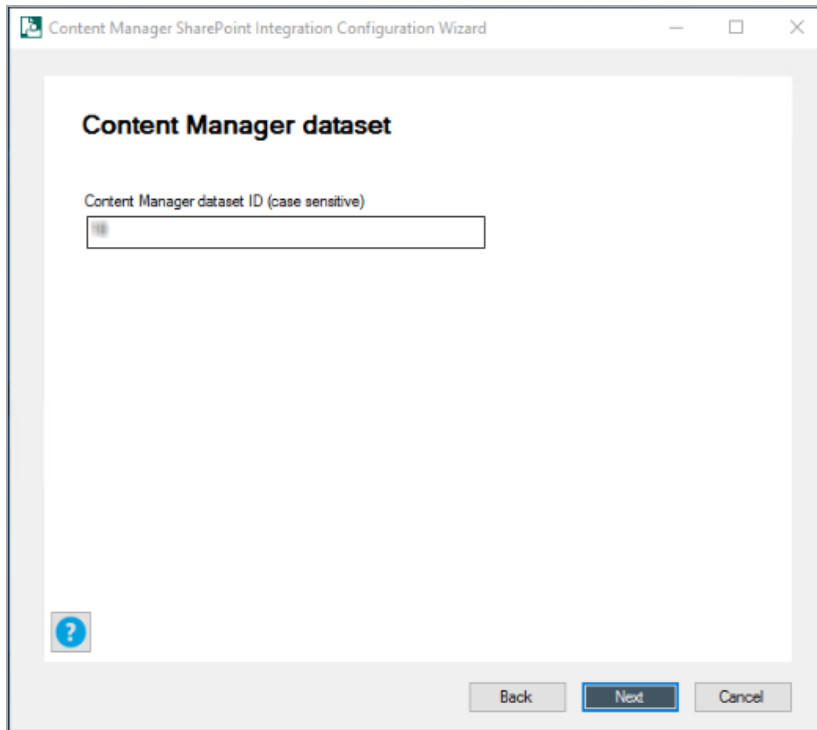 Content Manager SharePoint Integration Configuration Wizard
Content Manager dataset
Content Manager dataset ID (case sensitive)
?
Back Next Cancel